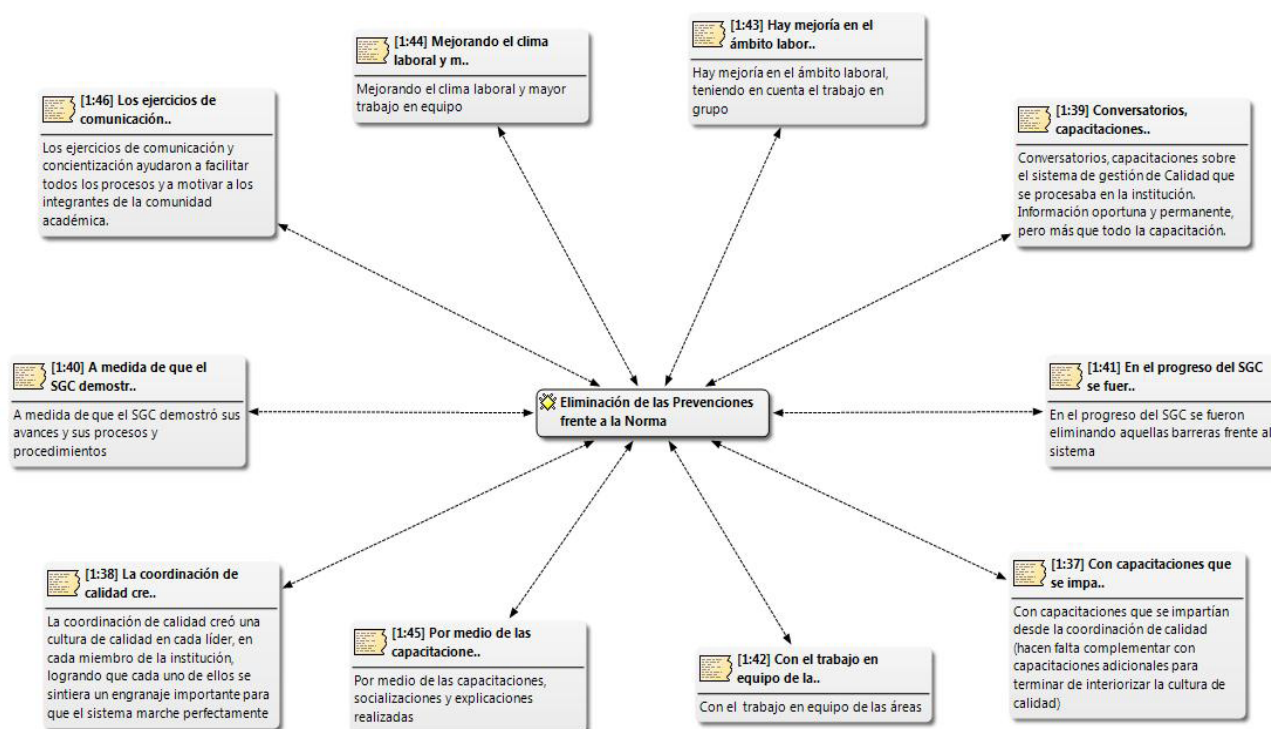 [1:44] Mejorando el clima
laboral y m..
Mejorando el clima laboral y mayor
trabajo en equipo
[1:43] Hay mejoría en el
ámbito labor..
Hay mejoría en el ámbito laboral,
teniendo en cuenta el trabajo en
grupo
[1:46] Los ejercicios de
comunicación..
Los ejercicios de comunicación y
concientización ayudaron a facilitar
todos los procesos y a motivar a los
integrantes de la comunidad
académica.
[1:39] Conversatorios,
capacitaciones..
Conversatorios, capacitaciones sobre
el sistema de gestión de Calidad que
se procesaba en la institución.
Información oportuna y permanente,
pero más que todo la capacitación.
[1:40] A medida de que el
SGC demostr..
A medida de que el SGC demostró sus
avances y sus procesos y
procedimientos
Eliminación de las Prevenciones
frente a la Norma
[1:41] En el progreso del SGC
se fuer..
En el progreso del SGC se fueron
eliminando aquellas barreras frente al
sistema
[1:38] La coordinación de
calidad cre..
La coordinación de calidad creó una
cultura de calidad en cada líder, en
cada miembro de la institución,
logrando que cada uno de ellos se
sintiera un engranaje importante para
que el sistema marche perfectamente
[1:45] Por medio de las
capacitacione..
Por medio de las capacitaciones,
socializaciones y explicaciones
realizadas
[1:42] Con el trabajo en
equipo de la..
Con el trabajo en equipo de las áreas
[1:37] Con capacitaciones que
se impa..
Con capacitaciones que se impartían
desde la coordinación de calidad
(hacen falta complementar con
capacitaciones adicionales para
terminar de interiorizar la cultura de
calidad)